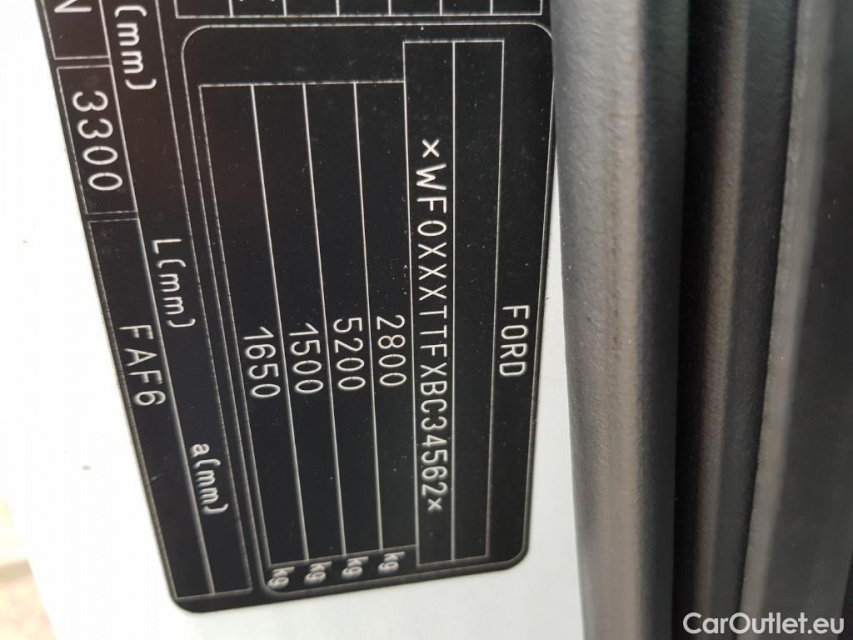 FORD
*WF0XXXTTFXBC34562*
2800 kg
5200 kg
1500 kg
1650 kg
(mm) L(mm) a(mm)
3300 FAF6
CarOutlet.eu